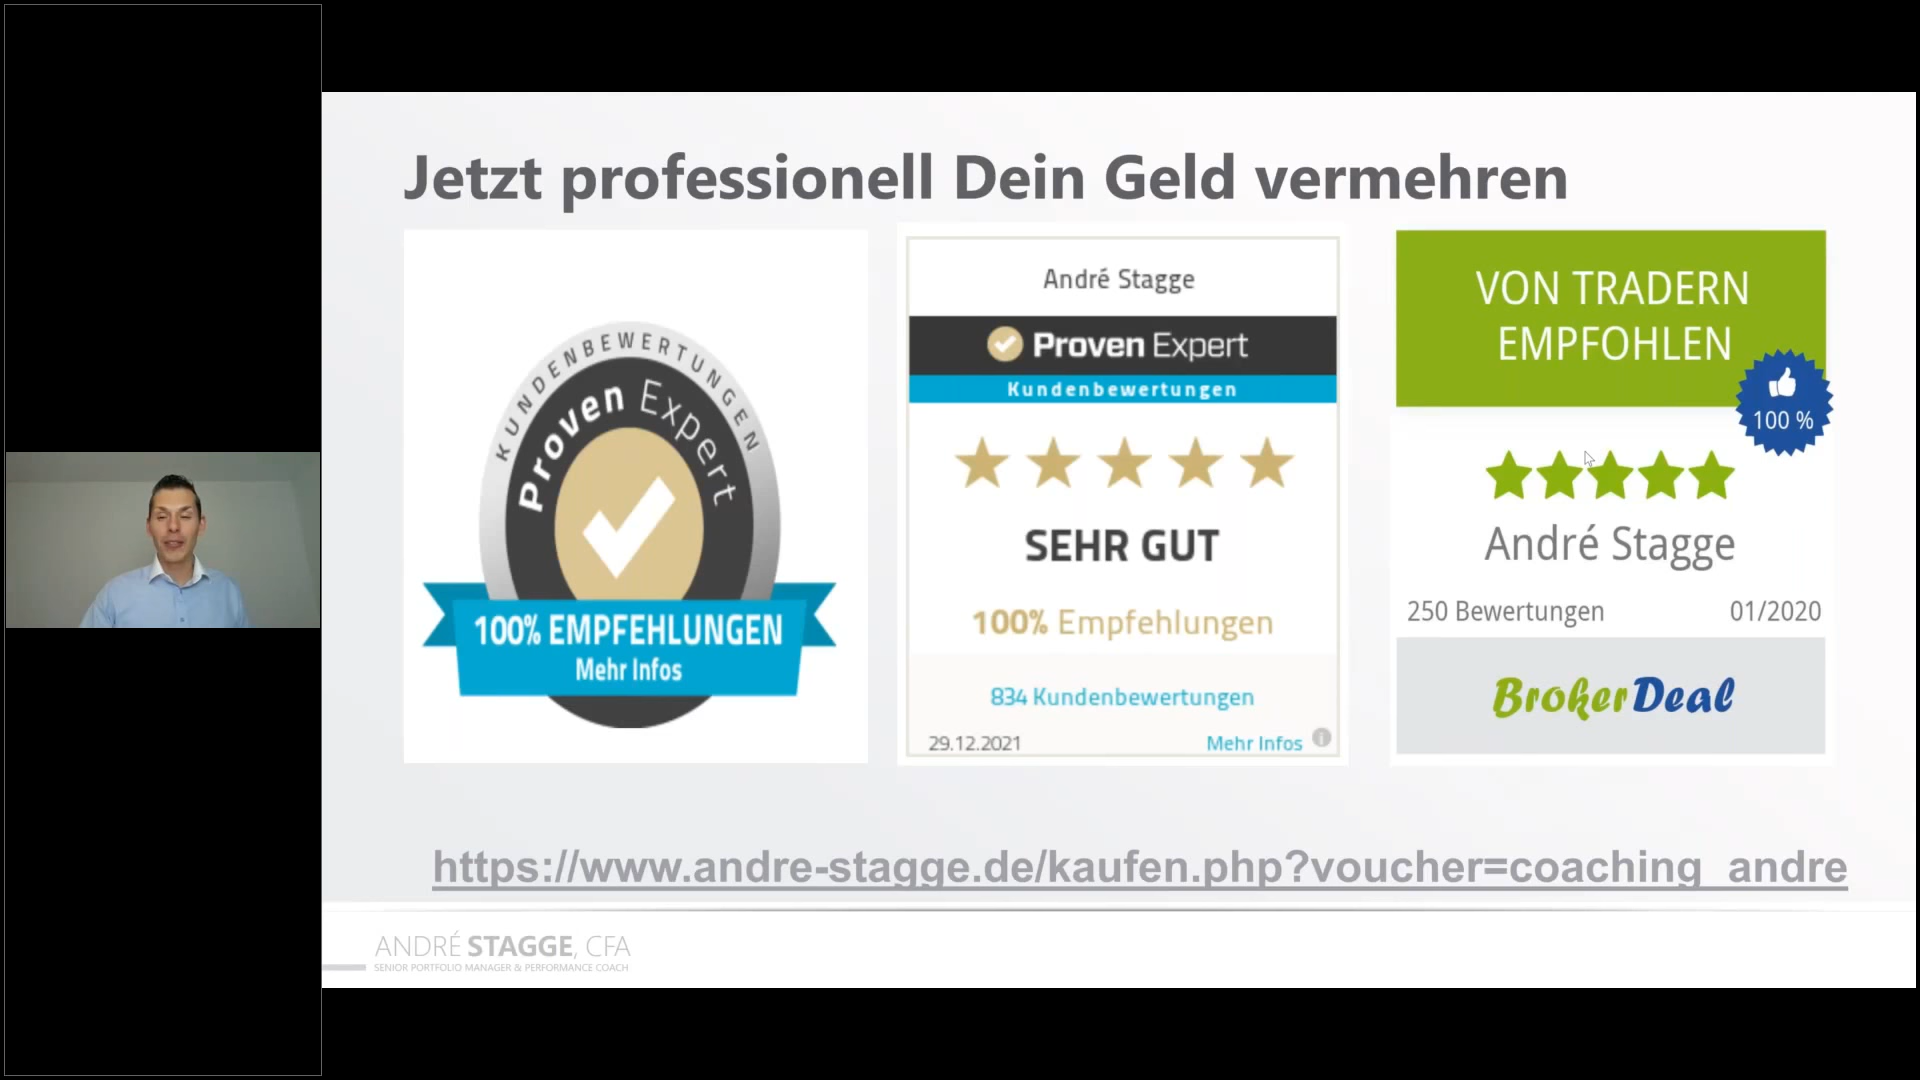 Jetzt professionell Dein Geld vermehren
KUNDENBEWERTUNGEN
Proven Expert
100% EMPFEHLUNGEN
Mehr Infos
André Stagge
Proven Expert
Kundenbewertungen
SEHR GUT
100% Empfehlungen
834 Kundenbewertungen
29.12.2021 Mehr Infos i
VON TRADERN
EMPFOHLEN
100 %
André Stagge
250 Bewertungen 01/2020
BrokerDeal
https://www.andre-stagge.de/kaufen.php?voucher=coaching_andre
ANDRÉ STAGGE, CFA
SENIOR PORTFOLIO MANAGER & PERFORMANCE COACH